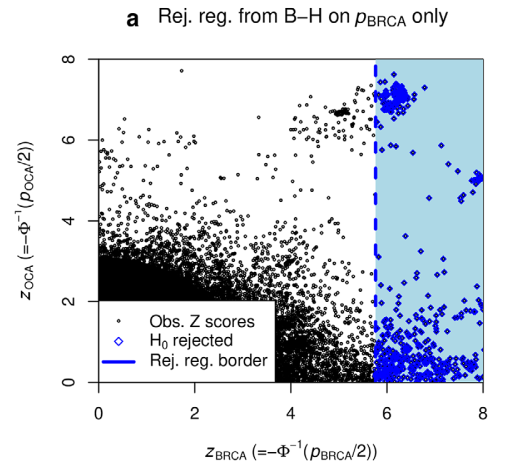 a Rej. reg. from B−H on pBRCA only
8
6
4
2
0
zOCA (=−Φ−1(pOCA/2))
Obs. Z scores
H0 rejected
Rej. reg. border
0 2 4 6 8
zBRCA (=−Φ−1(pBRCA/2))